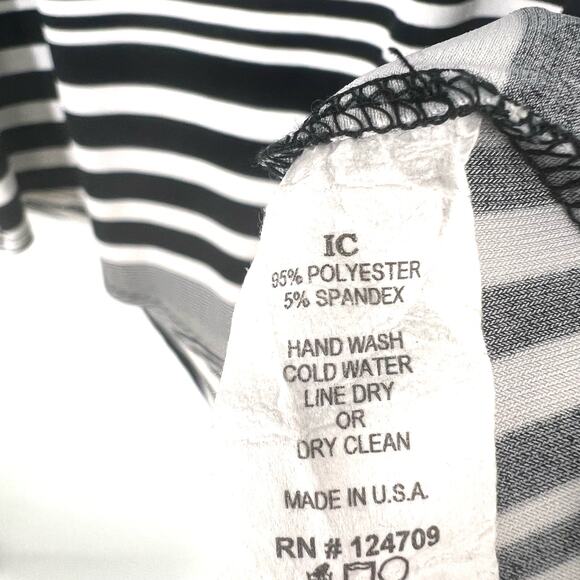 IC
95% POLYESTER
5% SPANDEX
HAND WASH
COLD WATER
LINE DRY
OR
DRY CLEAN
MADE IN U.S.A.
RN # 124709